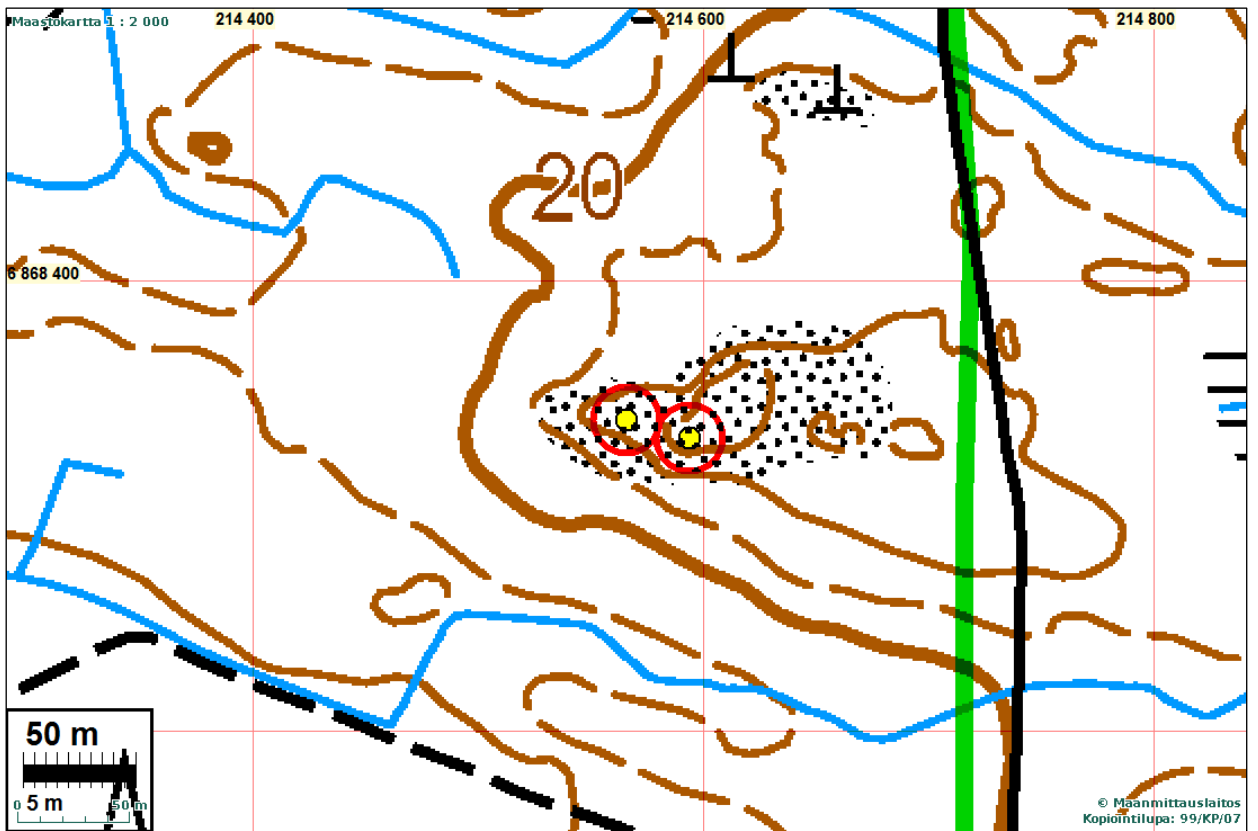 Maastokartta 1 : 2 000
214 400
214 600
214 800
20
6 868 400
50 m
0 5 m 50 m
© Maanmittauslaitos
Kopiointilupa: 99/KP/07